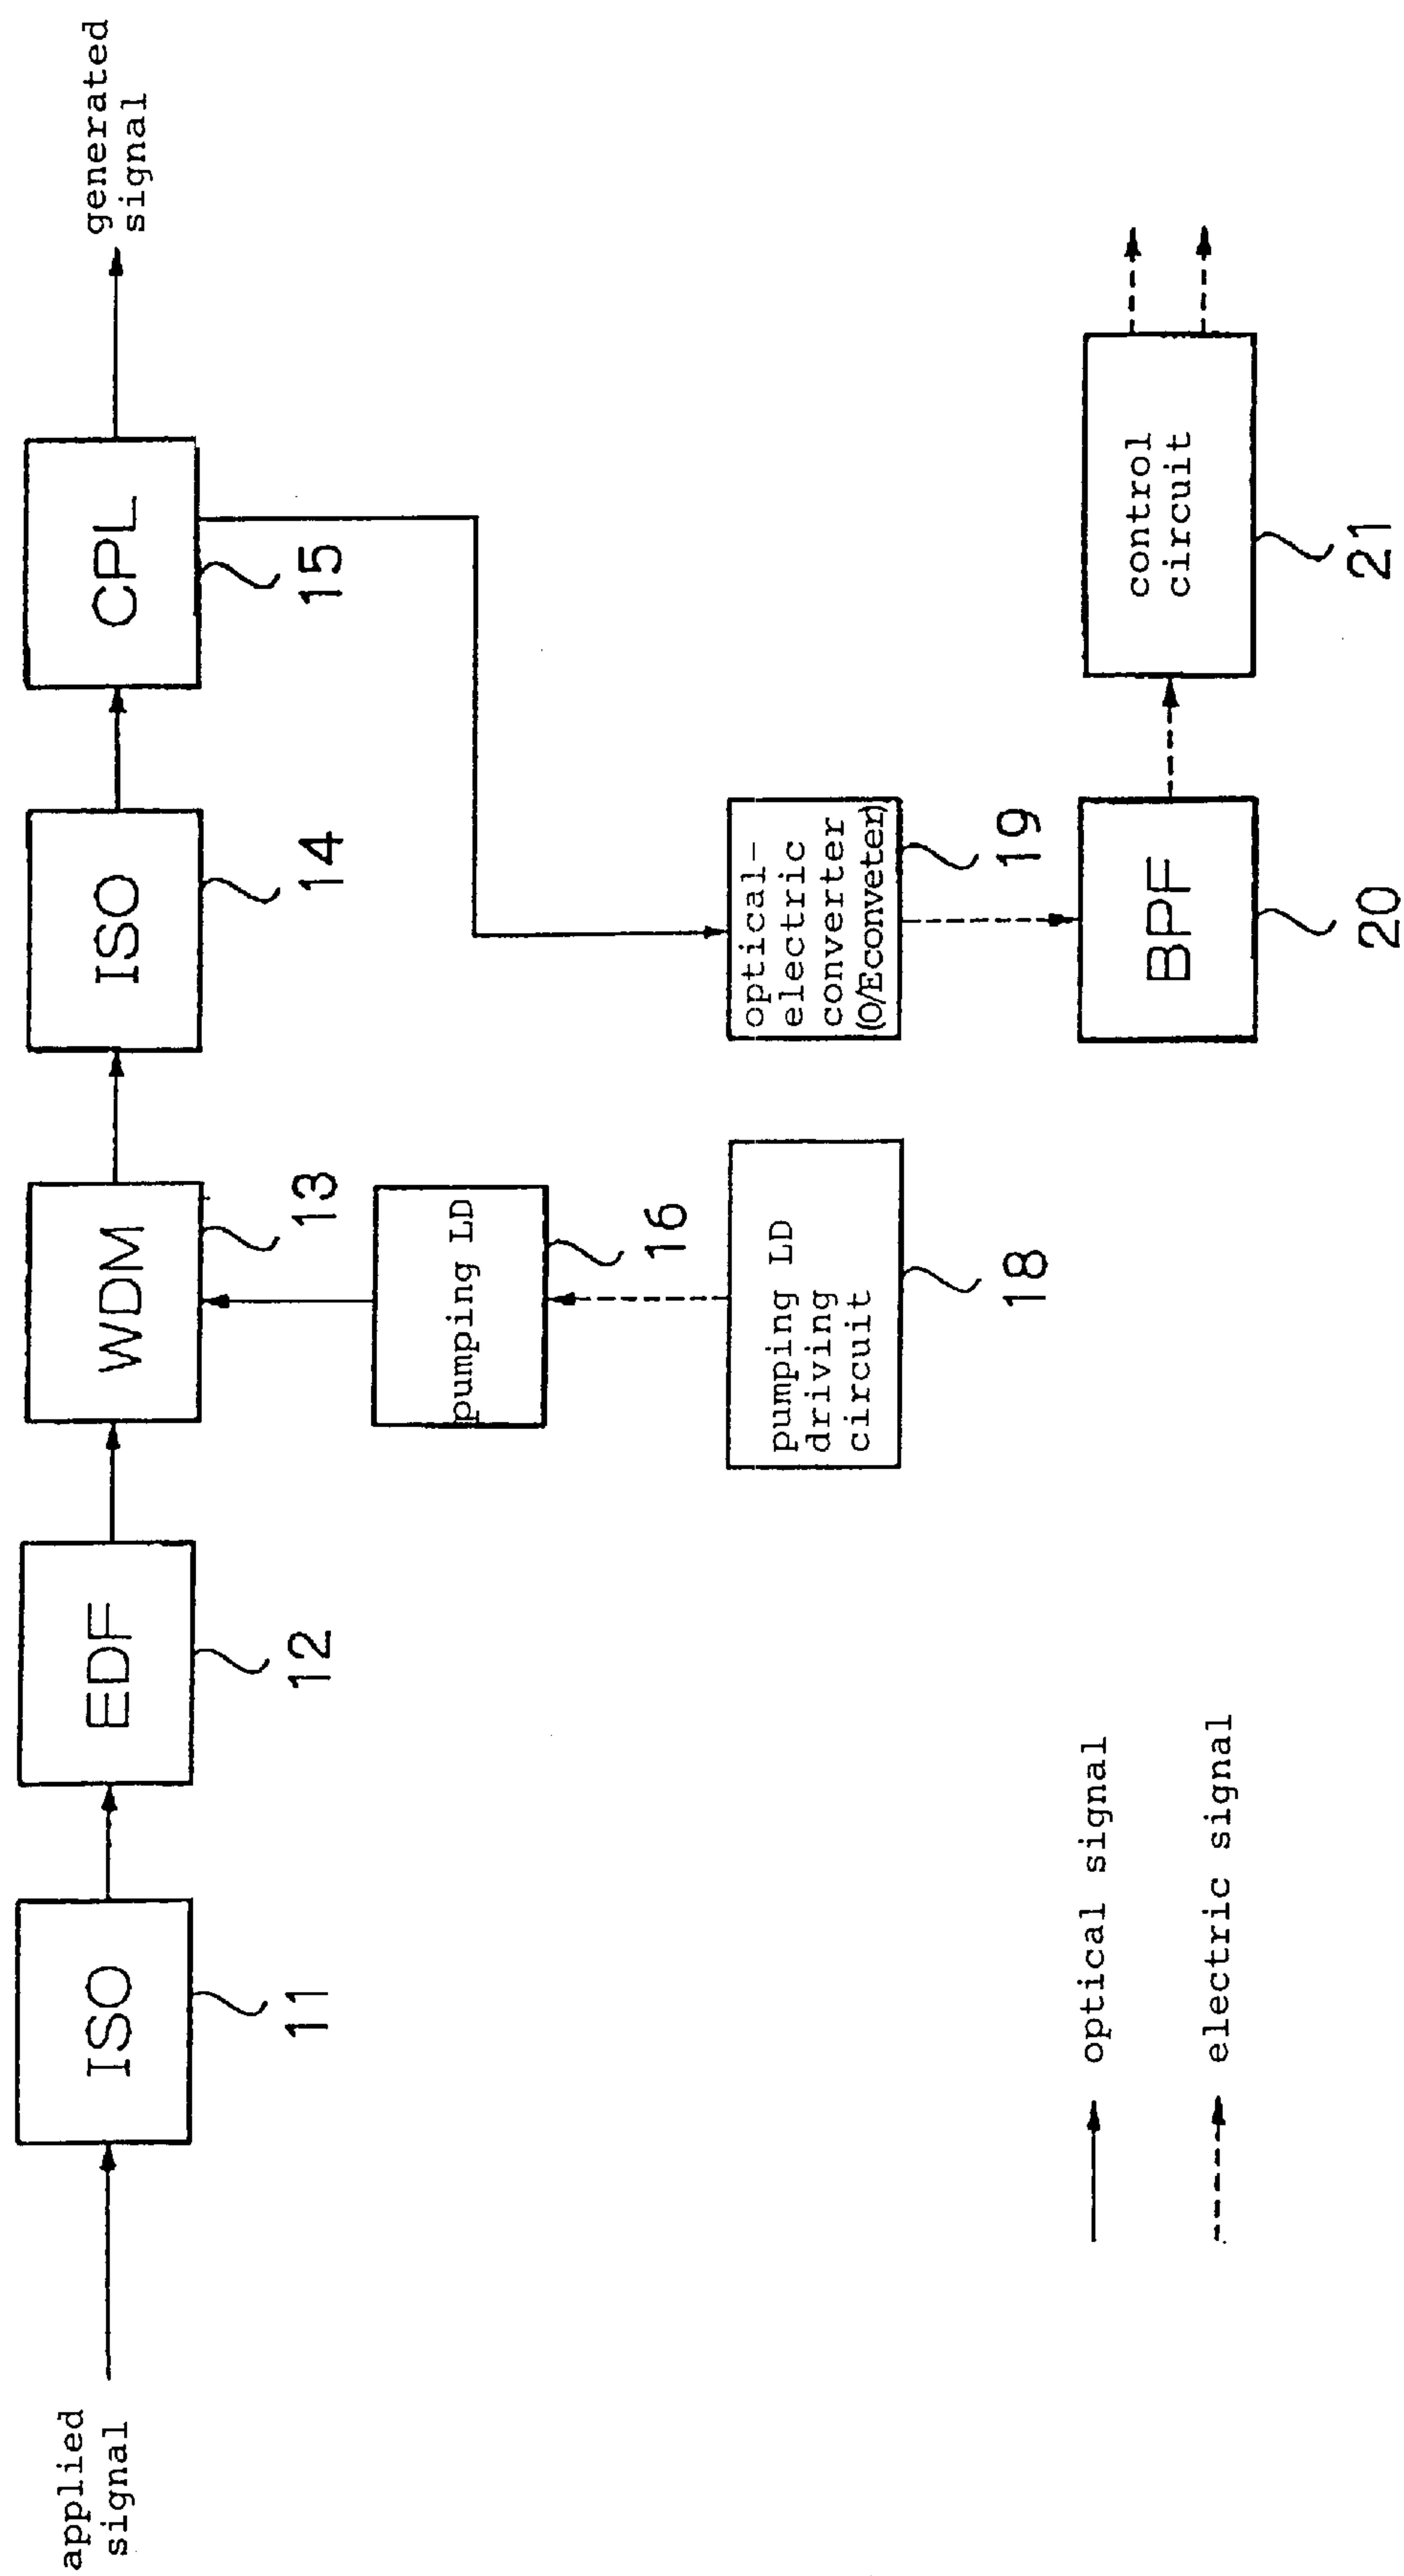 applied
signal
ISO
11
EDF
12
WDM
13
ISO
14
CPL
15
generated
signal
pumping LD
16
pumping LD
driving
circuit
18
optical-
electric
converter
(O/Econveter)
19
BPF
20
control
circuit
21
optical signal
electric signal